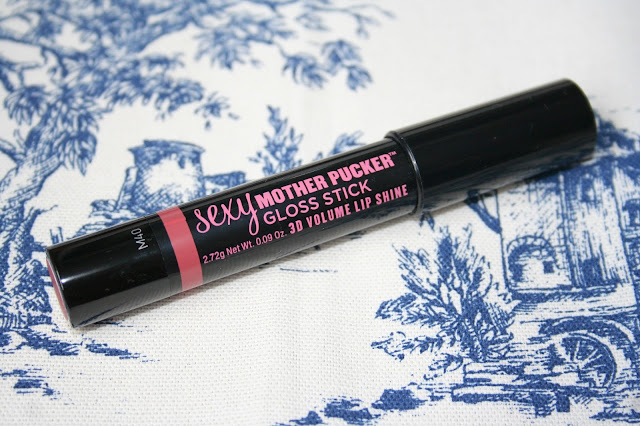 sexy MOTHER PUCKER™
GLOSS STICK
2.72g Net Wt. 0.09 Oz. 3D VOLUME LIP SHINE
M40